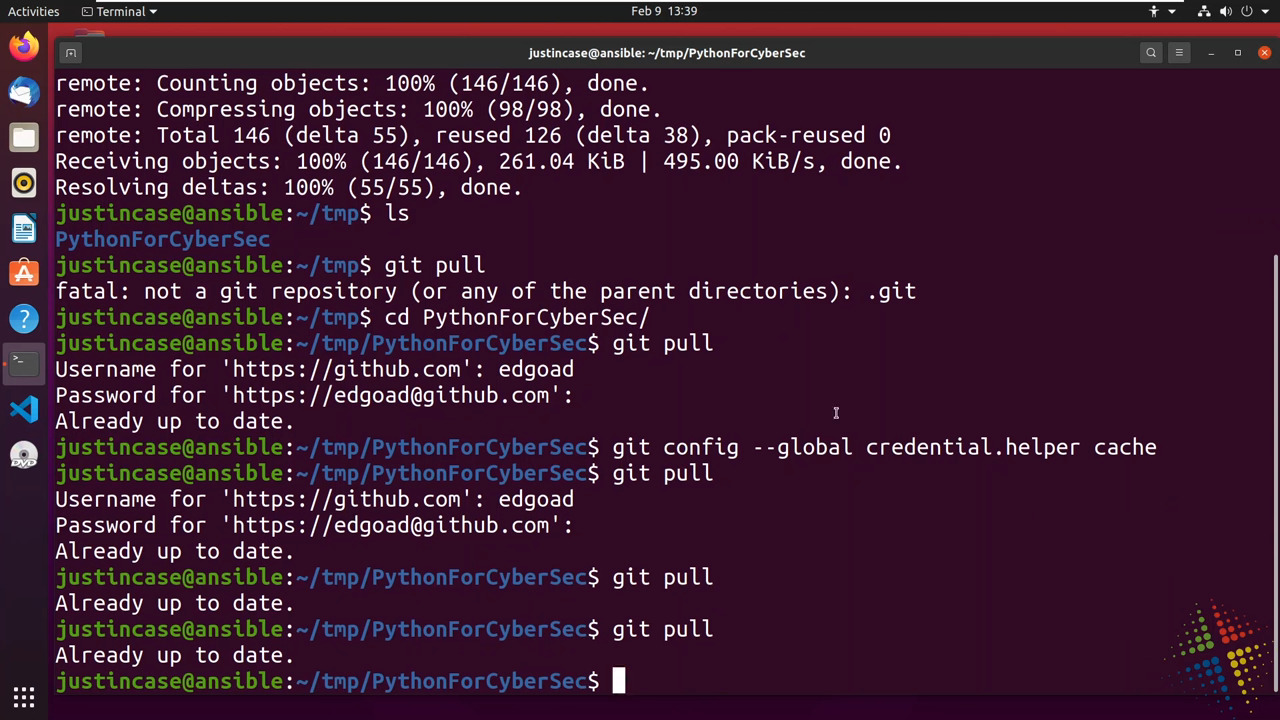 Activities
Terminal
Feb 9 13:39
justincase@ansible: ~/tmp/PythonForCyberSec
remote: Counting objects: 100% (146/146), done.
remote: Compressing objects: 100% (98/98), done.
remote: Total 146 (delta 55), reused 126 (delta 38), pack-reused 0
Receiving objects: 100% (146/146), 261.04 KiB | 495.00 KiB/s, done.
Resolving deltas: 100% (55/55), done.
justincase@ansible:~/tmp$ ls
PythonForCyberSec
justincase@ansible:~/tmp$ git pull
fatal: not a git repository (or any of the parent directories): .git
justincase@ansible:~/tmp$ cd PythonForCyberSec/
justincase@ansible:~/tmp/PythonForCyberSec$ git pull
Username for 'https://github.com': edgoad
Password for 'https://edgoad@github.com':
Already up to date.
justincase@ansible:~/tmp/PythonForCyberSec$ git config --global credential.helper cache
justincase@ansible:~/tmp/PythonForCyberSec$ git pull
Username for 'https://github.com': edgoad
Password for 'https://edgoad@github.com':
Already up to date.
justincase@ansible:~/tmp/PythonForCyberSec$ git pull
Already up to date.
justincase@ansible:~/tmp/PythonForCyberSec$ git pull
Already up to date.
justincase@ansible:~/tmp/PythonForCyberSec$